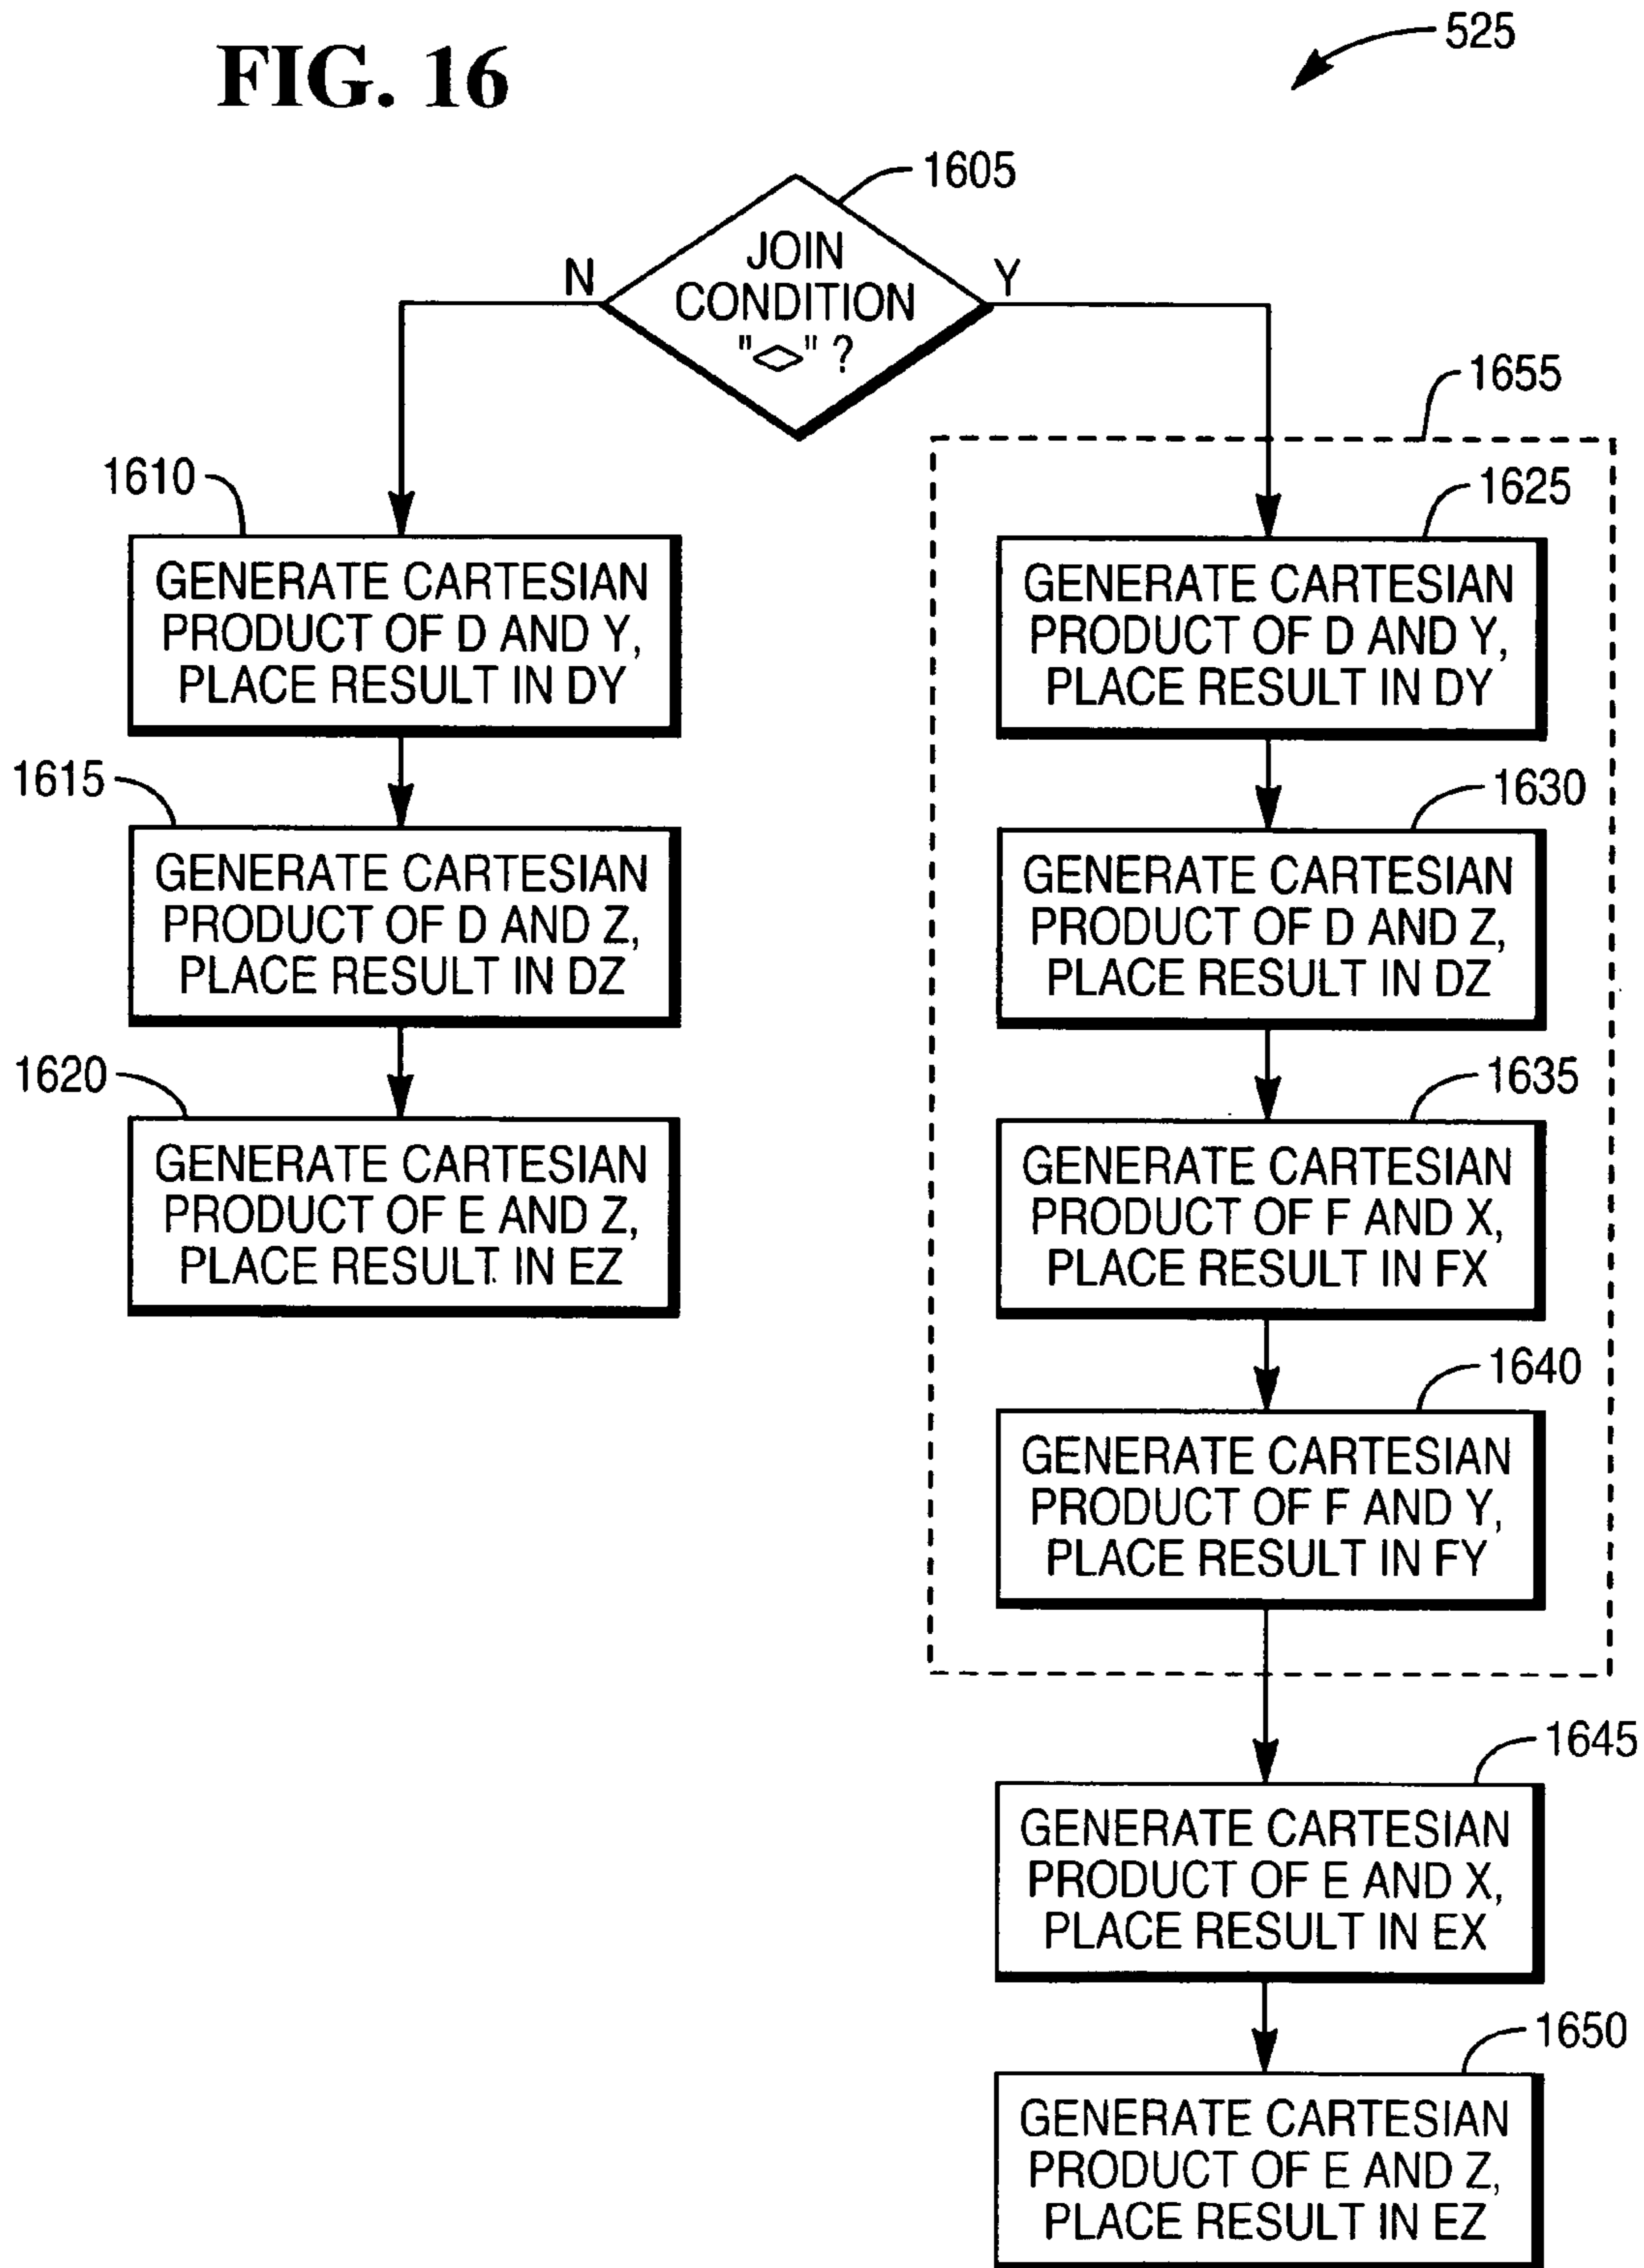 FIG. 16
525
1605
JOIN
CONDITION
"<>" ?
N
Y
1655
1610
GENERATE CARTESIAN
PRODUCT OF D AND Y,
PLACE RESULT IN DY
1615
GENERATE CARTESIAN
PRODUCT OF D AND Z,
PLACE RESULT IN DZ
1620
GENERATE CARTESIAN
PRODUCT OF E AND Z,
PLACE RESULT IN EZ
1625
GENERATE CARTESIAN
PRODUCT OF D AND Y,
PLACE RESULT IN DY
1630
GENERATE CARTESIAN
PRODUCT OF D AND Z,
PLACE RESULT IN DZ
1635
GENERATE CARTESIAN
PRODUCT OF F AND X,
PLACE RESULT IN FX
1640
GENERATE CARTESIAN
PRODUCT OF F AND Y,
PLACE RESULT IN FY
1645
GENERATE CARTESIAN
PRODUCT OF E AND X,
PLACE RESULT IN EX
1650
GENERATE CARTESIAN
PRODUCT OF E AND Z,
PLACE RESULT IN EZ